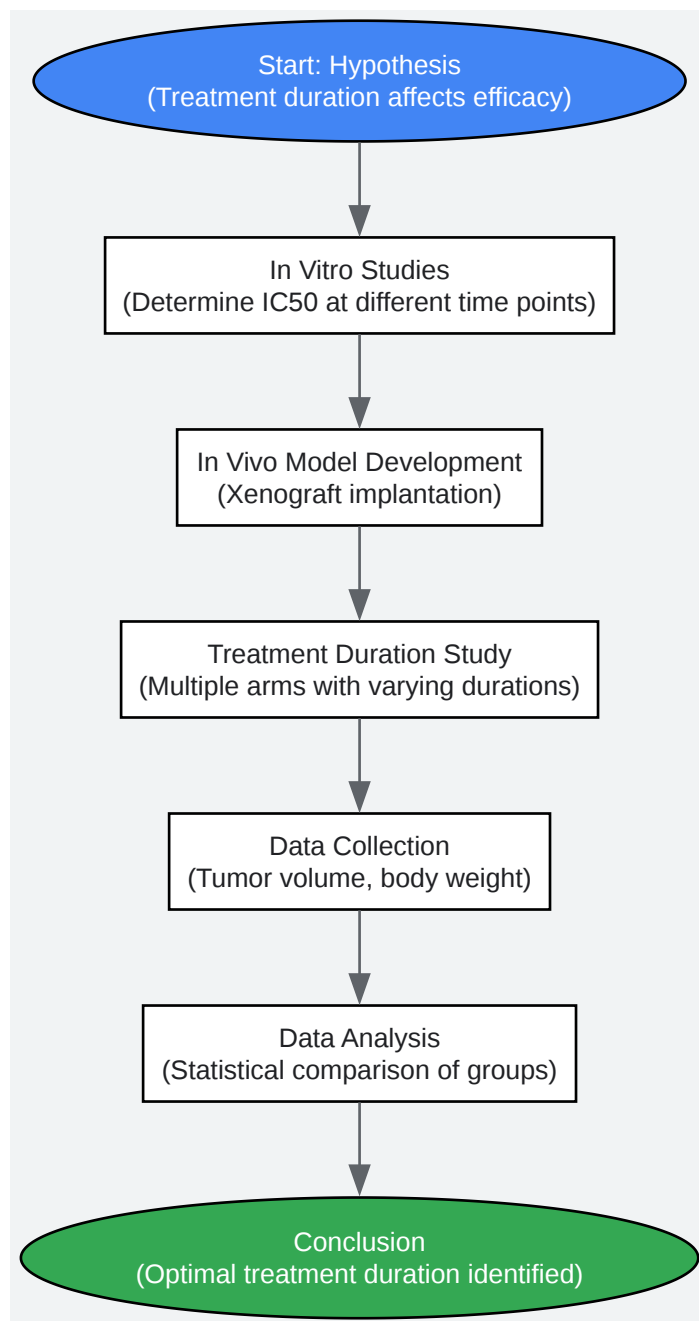 Start: Hypothesis
(Treatment duration affects efficacy)
In Vitro Studies
(Determine IC50 at different time points)
In Vivo Model Development
(Xenograft implantation)
Treatment Duration Study
(Multiple arms with varying durations)
Data Collection
(Tumor volume, body weight)
Data Analysis
(Statistical comparison of groups)
Conclusion
(Optimal treatment duration identified)